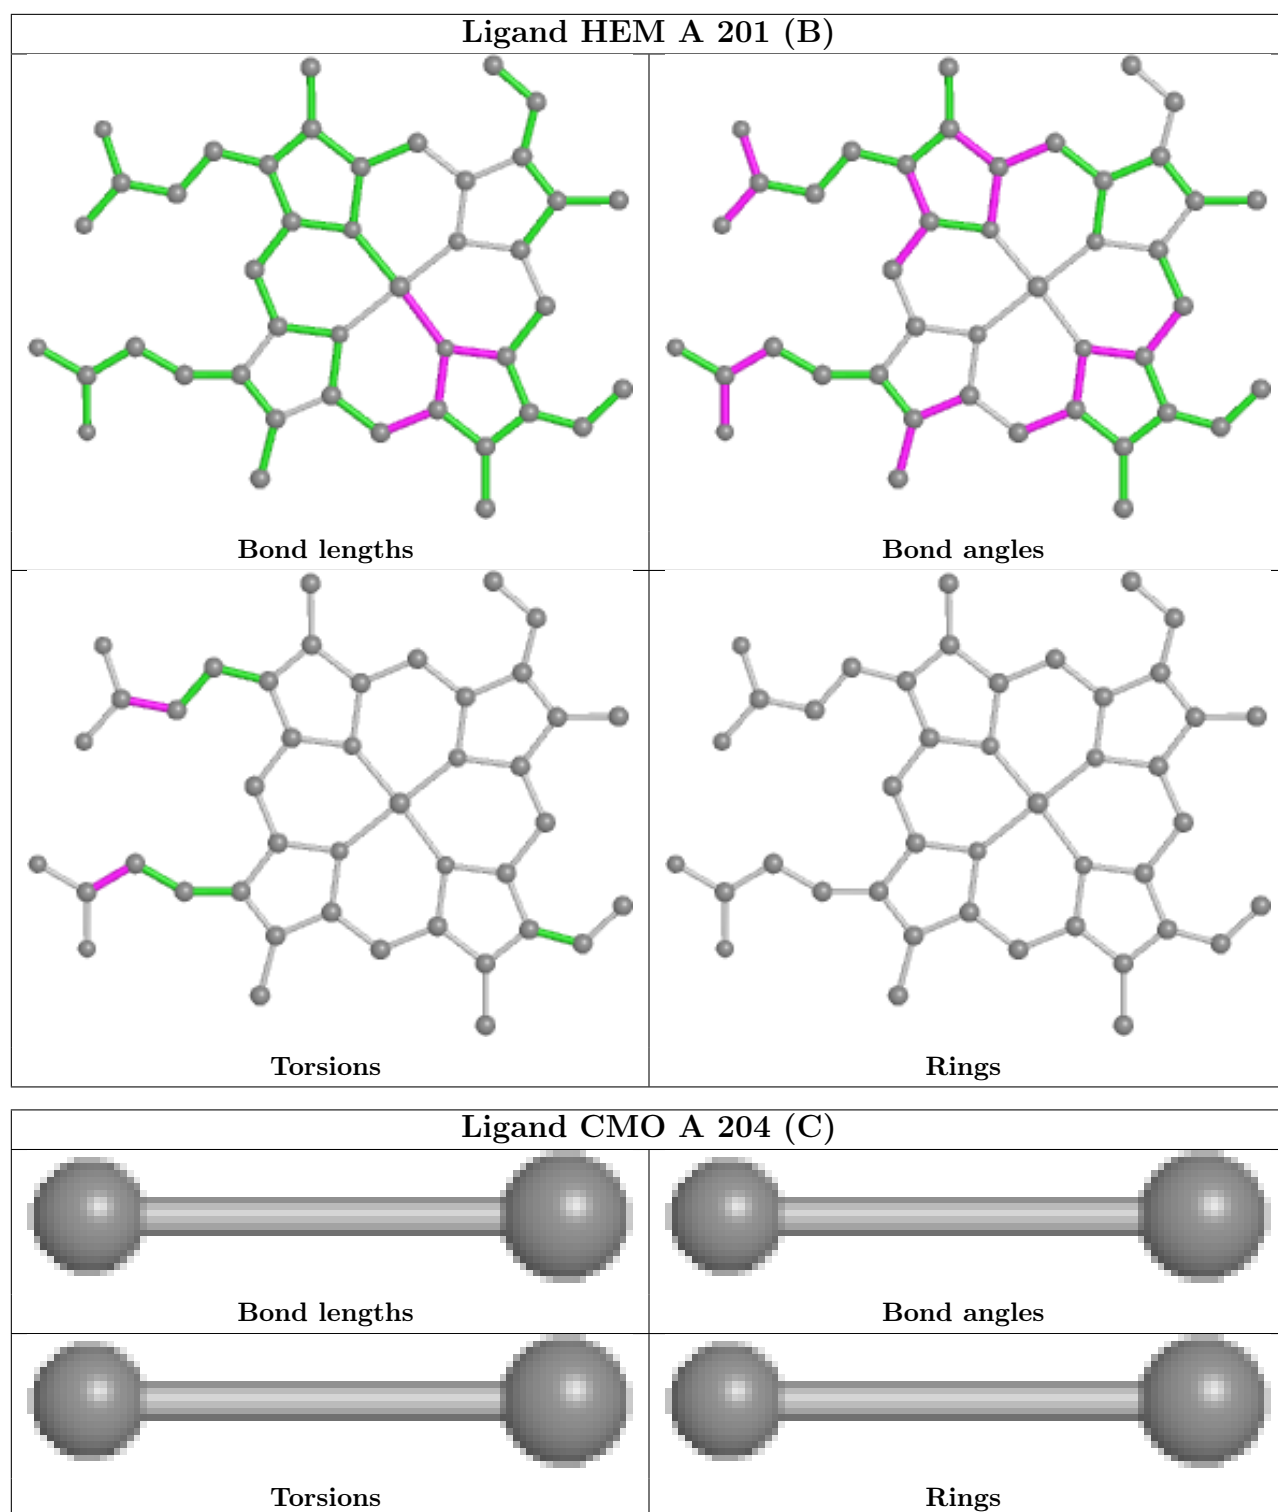 Ligand HEM A 201 (B)
Bond lengths
Bond angles
Torsions
Rings
Ligand CMO A 204 (C)
Bond lengths
Bond angles
Torsions
Rings